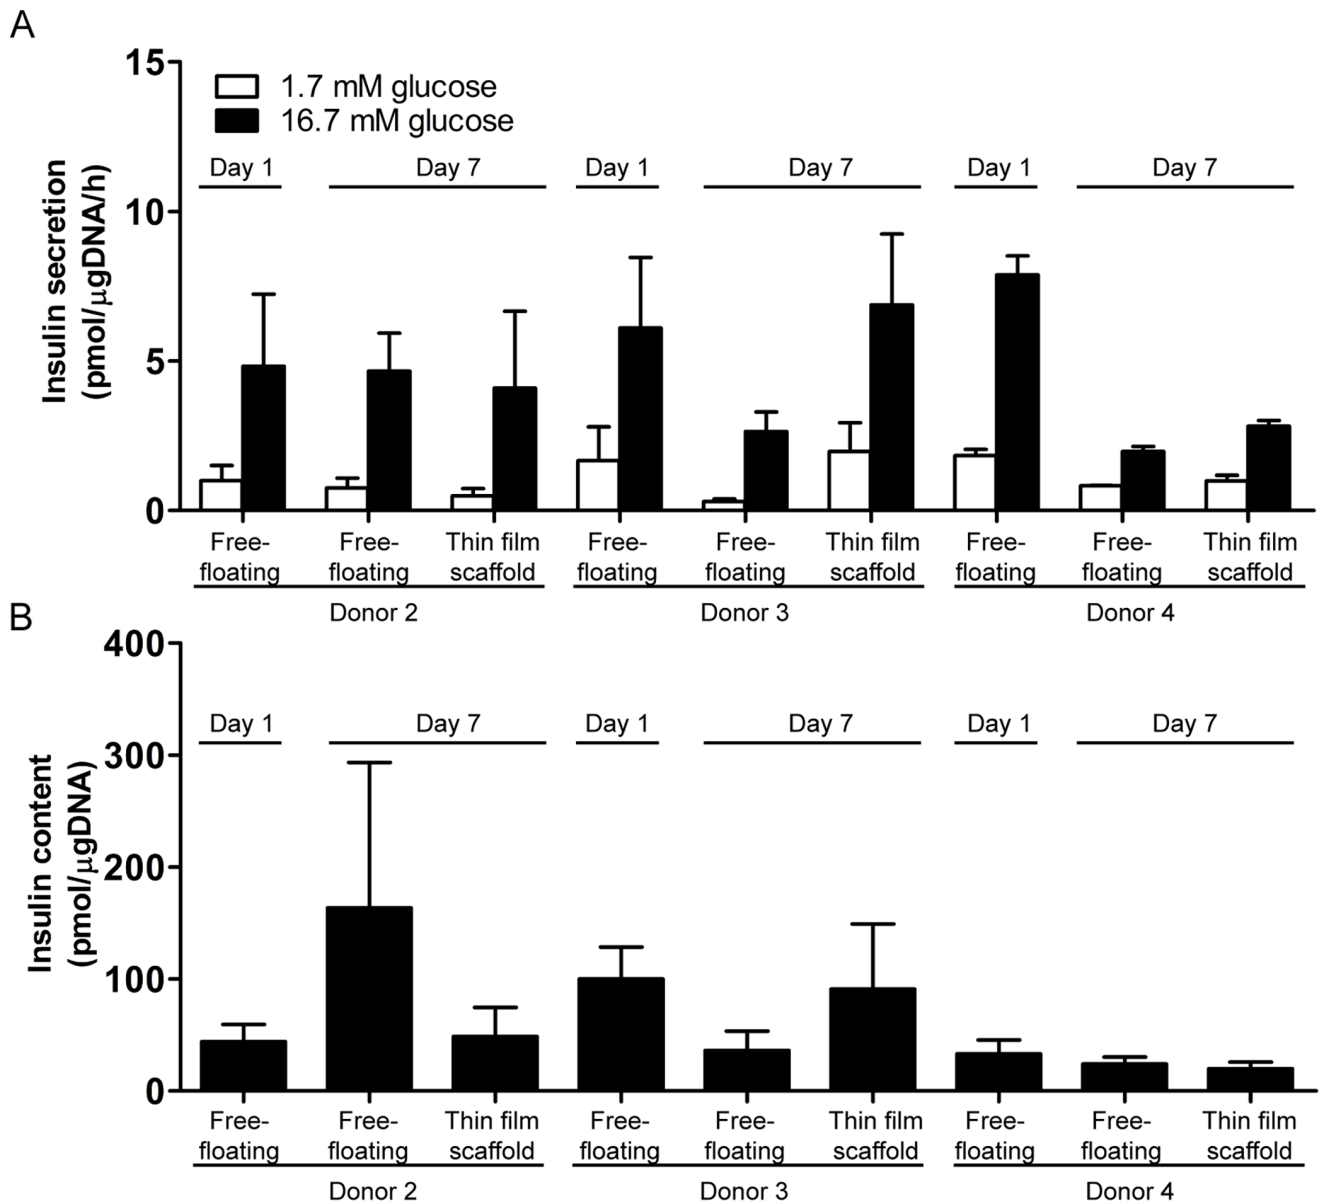 A
15
10
5
0
Insulin secretion
(pmol/μgDNA/h)
1.7 mM glucose
16.7 mM glucose
Day 1 Day 7 Day 1 Day 7 Day 1 Day 7
Free- Free- Thin film Free- Free- Thin film Free- Free- Thin film
floating floating scaffold floating floating scaffold floating floating scaffold
Donor 2 Donor 3 Donor 4
B
400
300
200
100
0
Insulin content
(pmol/μgDNA)
Day 1 Day 7 Day 1 Day 7 Day 1 Day 7
Free- Free- Thin film Free- Free- Thin film Free- Free- Thin film
floating floating scaffold floating floating scaffold floating floating scaffold
Donor 2 Donor 3 Donor 4